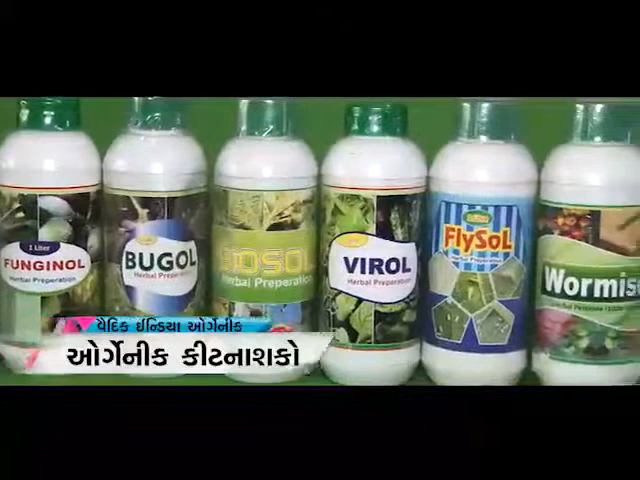 1 Liter
FUNGINOL
Herbal Preparation
BUGOL
Herbal Preparation
Herbal Preparation
VIROL
Herbal Preparation
FlySoL
Herbal Preparation
વૈદિક ઈન્ડિયા ઓર્ગેનીક
ઓર્ગેનીક કીટનાશકો